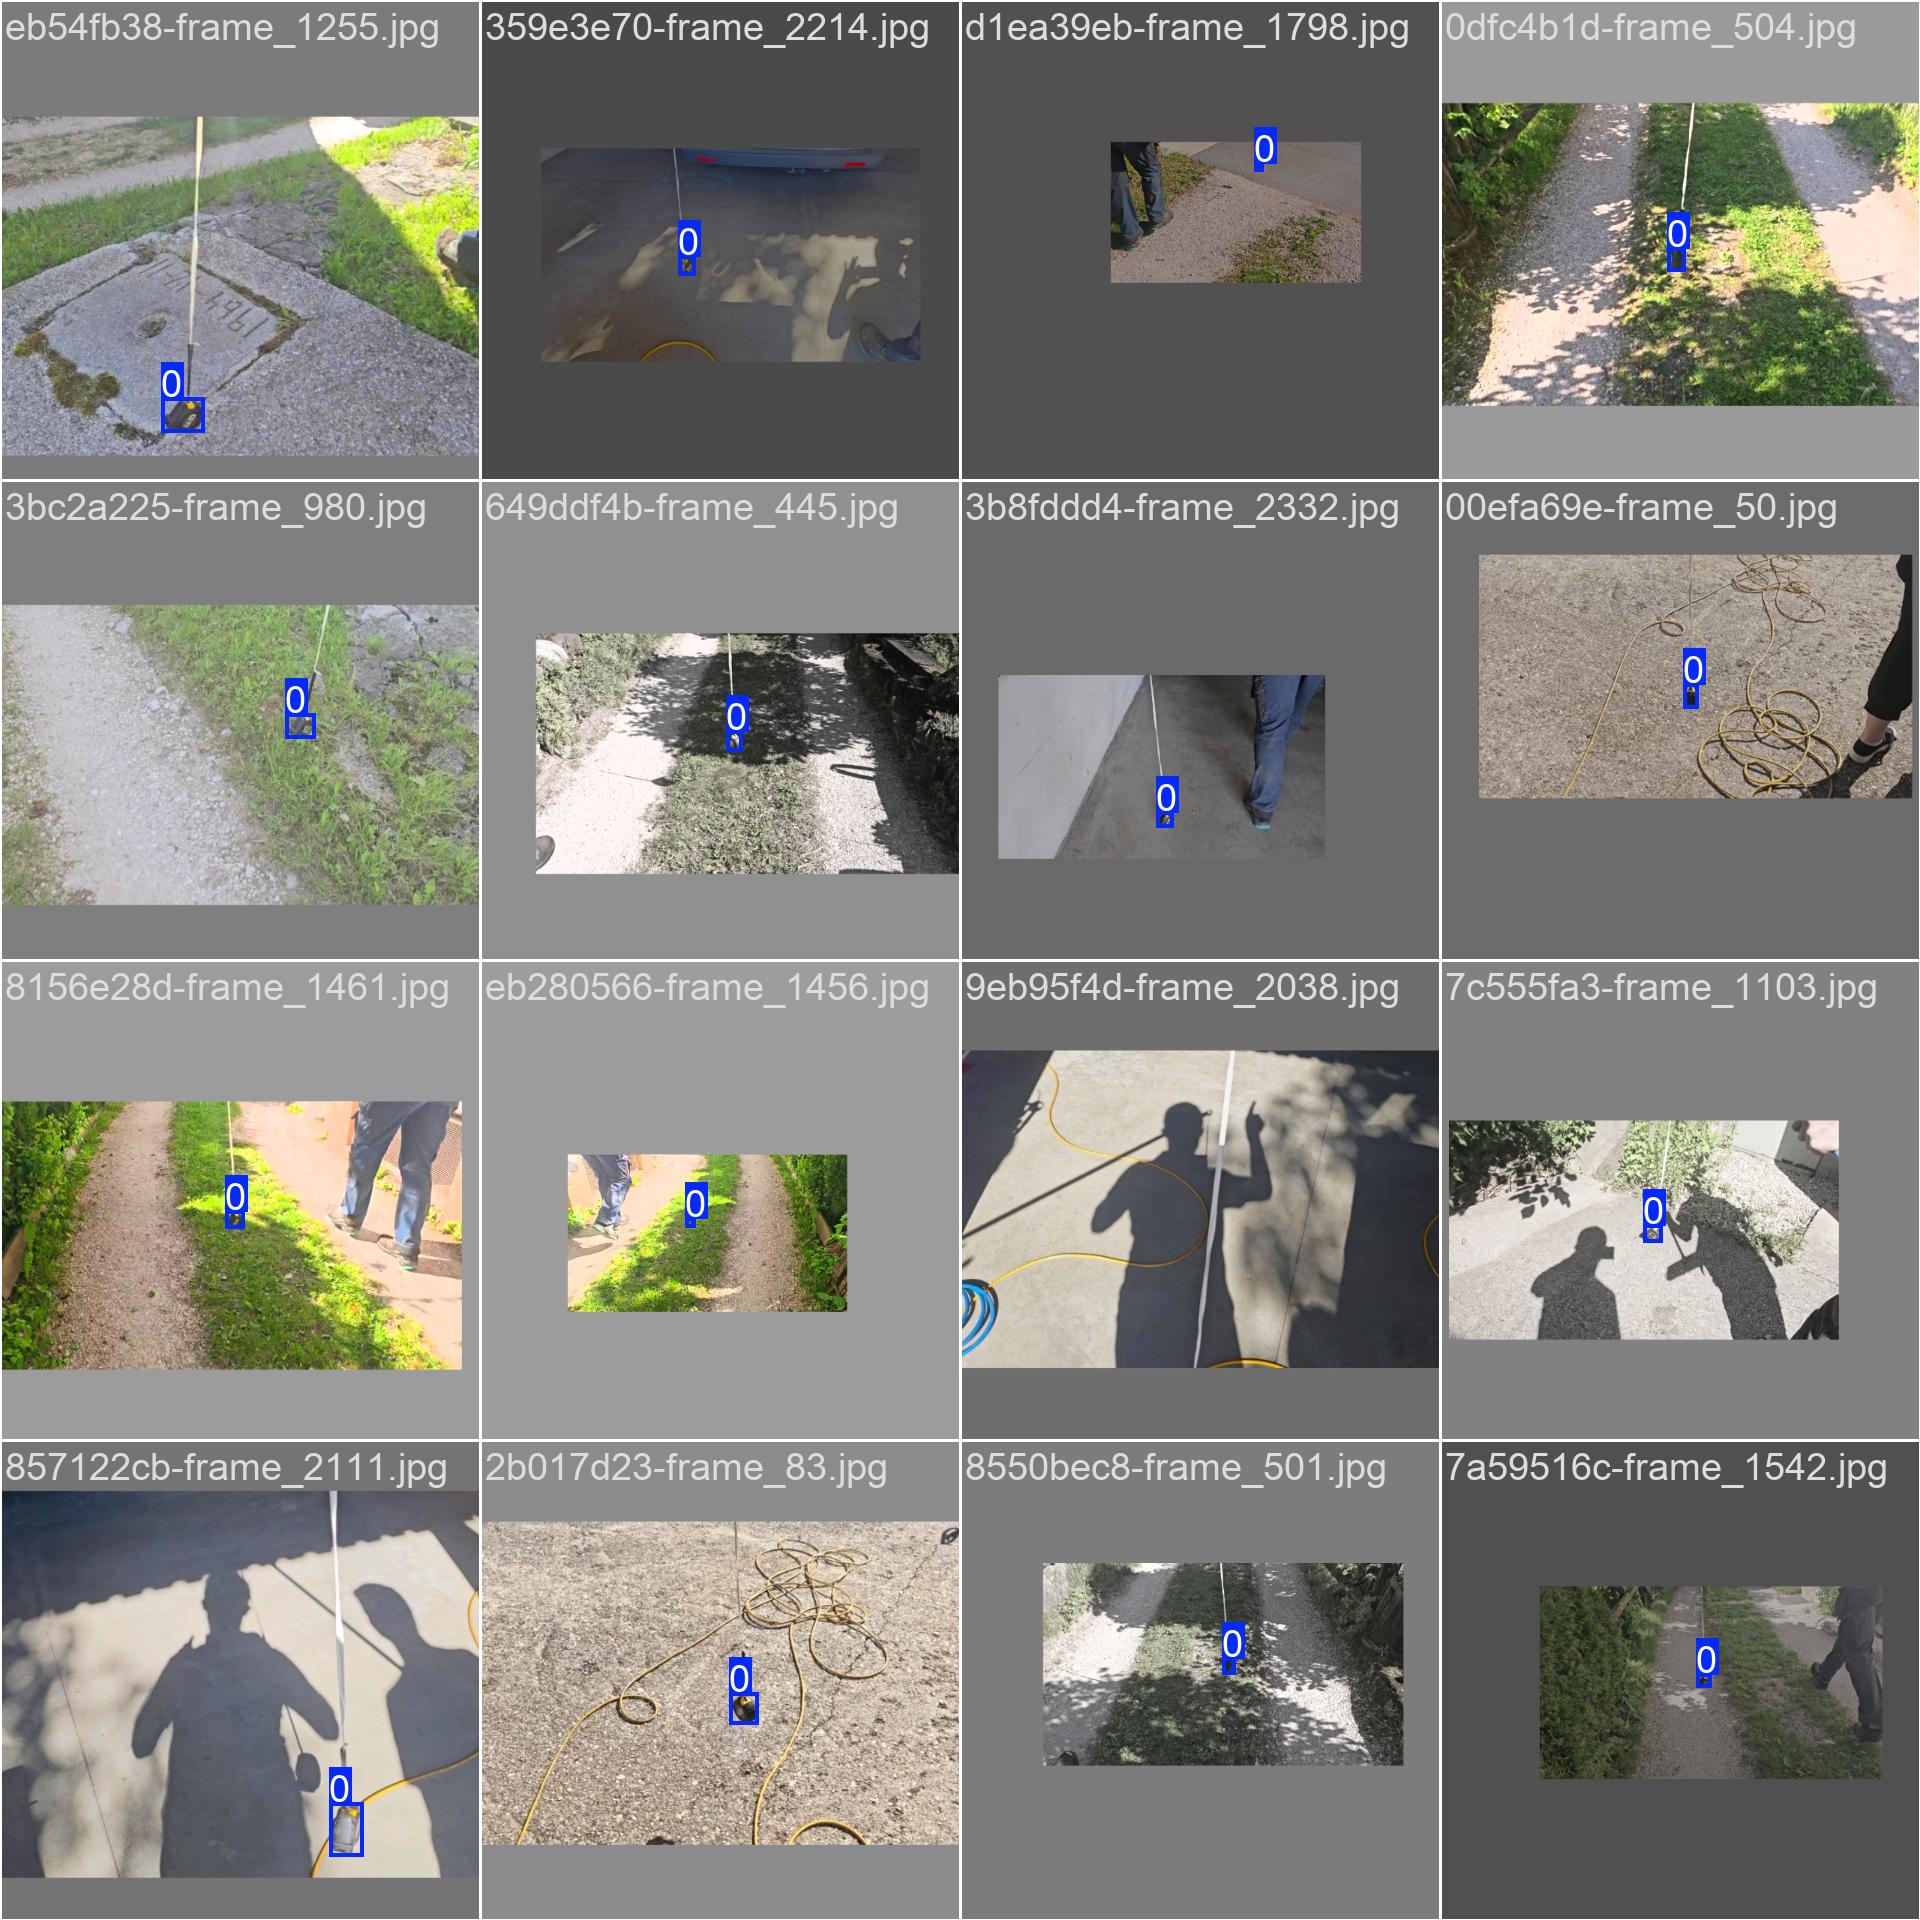 eb54fb38-frame_1255.jpg
359e3e70-frame_2214.jpg
d1ea39eb-frame_1798.jpg
0dfc4b1d-frame_504.jpg
0
0
0
0
1964
3bc2a225-frame_980.jpg
649ddf4b-frame_445.jpg
3b8fddd4-frame_2332.jpg
00efa69e-frame_50.jpg
0
0
0
0
8156e28d-frame_1461.jpg
eb280566-frame_1456.jpg
9eb95f4d-frame_2038.jpg
7c555fa3-frame_1103.jpg
0
0
0
857122cb-frame_2111.jpg
2b017d23-frame_83.jpg
8550bec8-frame_501.jpg
7a59516c-frame_1542.jpg
0
0
0
0